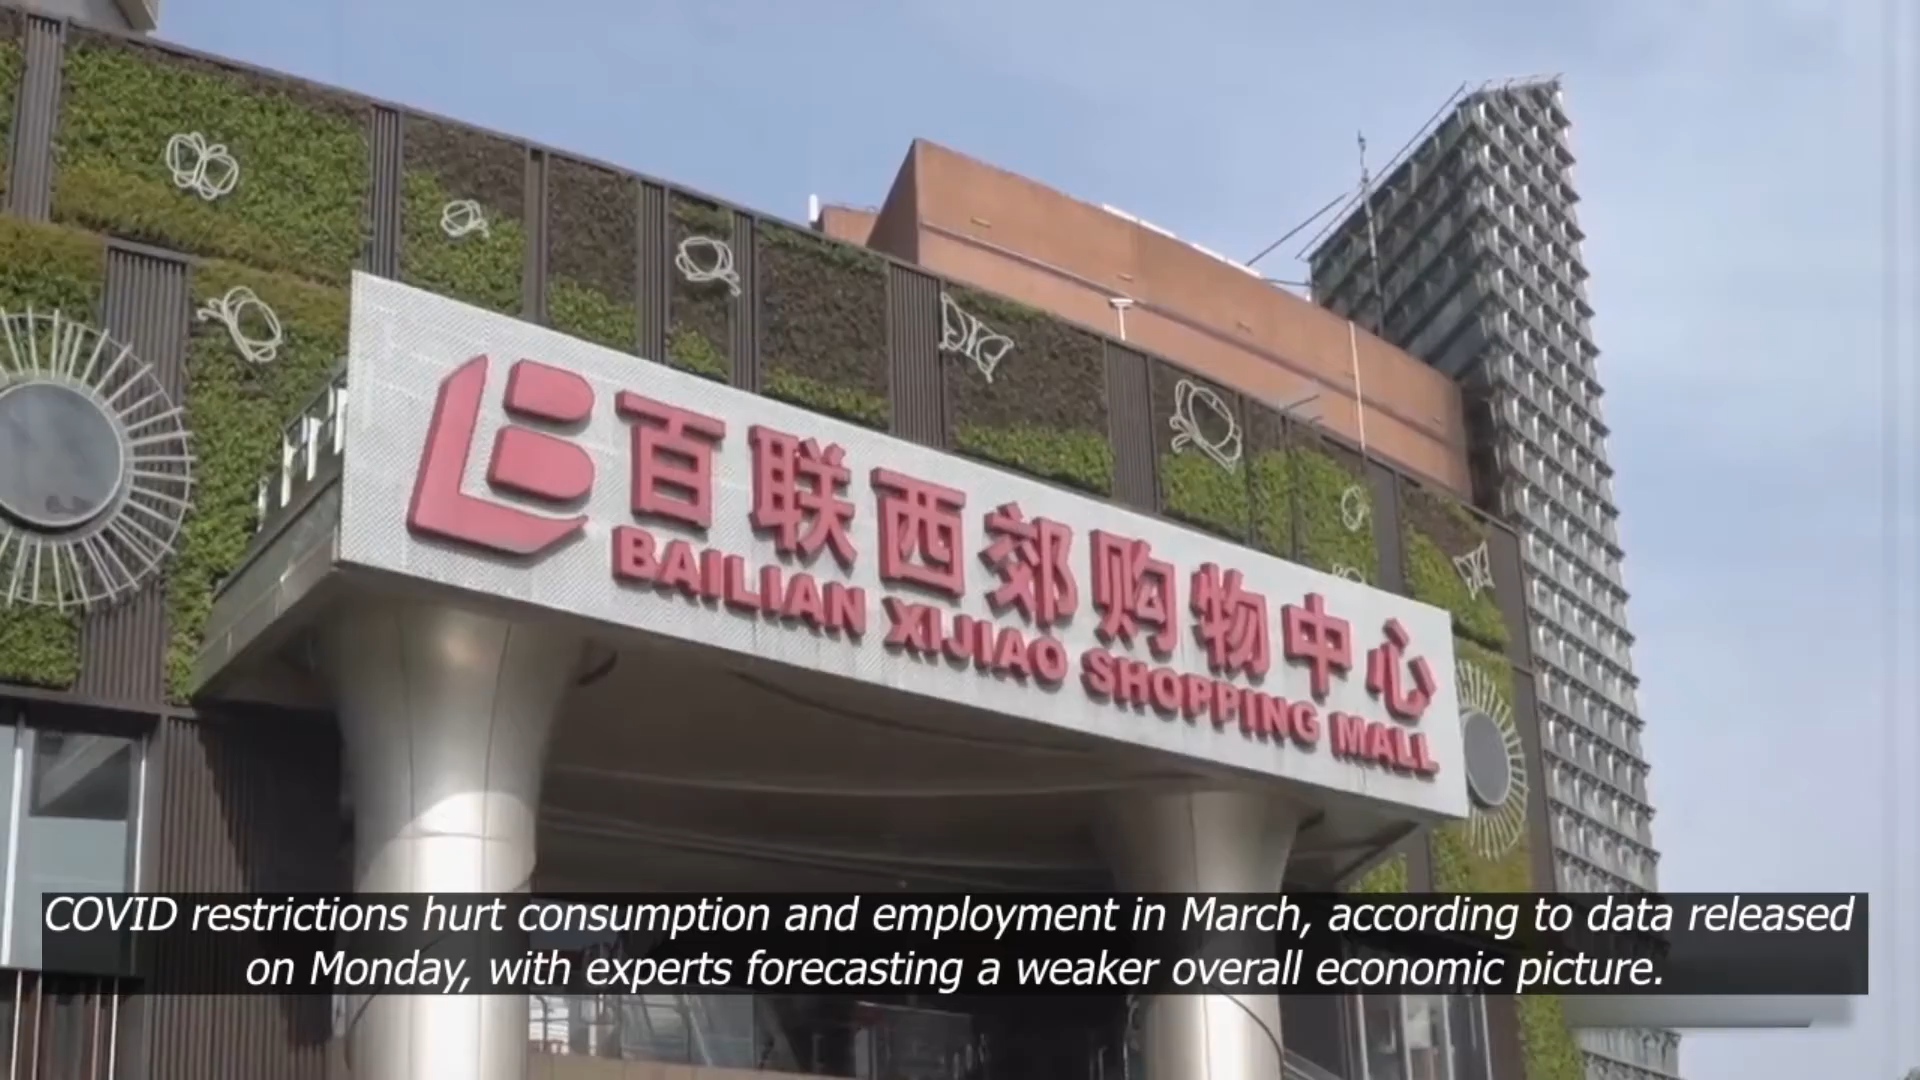 百联西郊购物中心
BAILIAN XIJIAO SHOPPING MALL
COVID restrictions hurt consumption and employment in March, according to data released
on Monday, with experts forecasting a weaker overall economic picture.